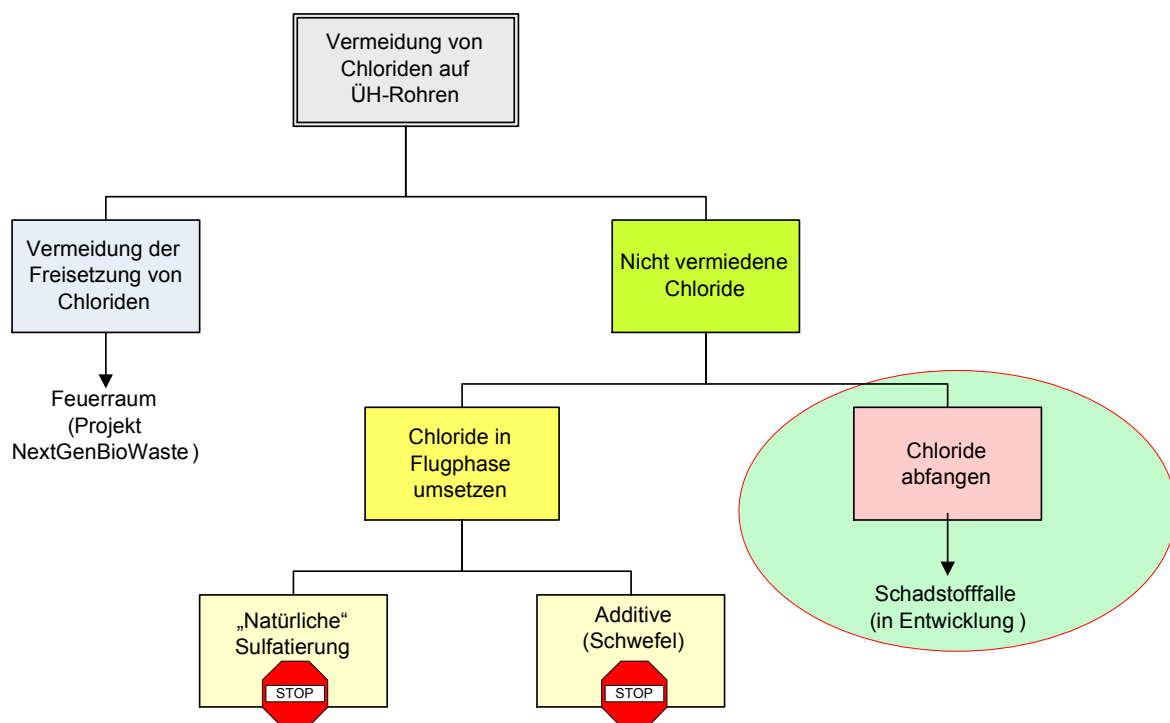 Vermeidung von
Chloriden auf
ÜH-Rohren
Vermeidung der
Freisetzung von
Chloriden
Nicht vermiedene
Chloride
Feuerraum
(Projekt
NextGenBioWaste )
Chloride in
Flugphase
umsetzen
Chloride
abfangen
Schadstofffalle
(in Entwicklung )
„Natürliche“
Sulfatierung
STOP
Additive
(Schwefel)
STOP